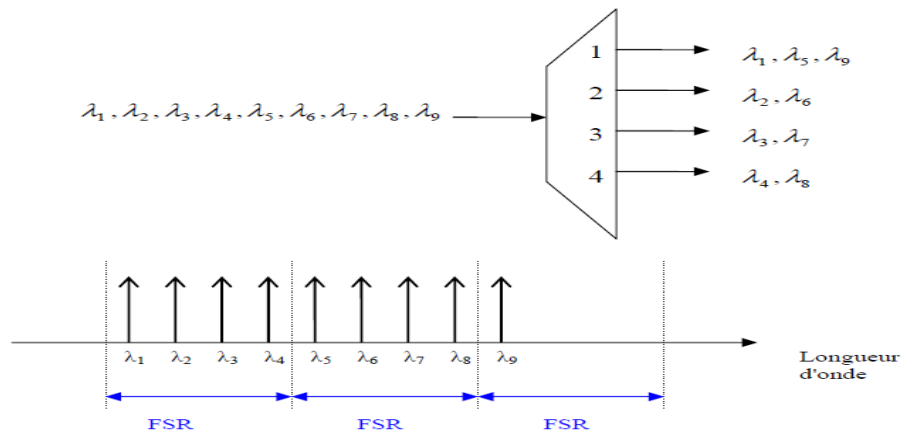 1
λ₁, λ₅, λ₉
2
λ₂, λ₆
λ₁, λ₂, λ₃, λ₄, λ₅, λ₆, λ₇, λ₈, λ₉
3
λ₃, λ₇
4
λ₄, λ₈
λ₁ λ₂ λ₃ λ₄ λ₅ λ₆ λ₇ λ₈ λ₉
Longueur
d'onde
FSR FSR FSR